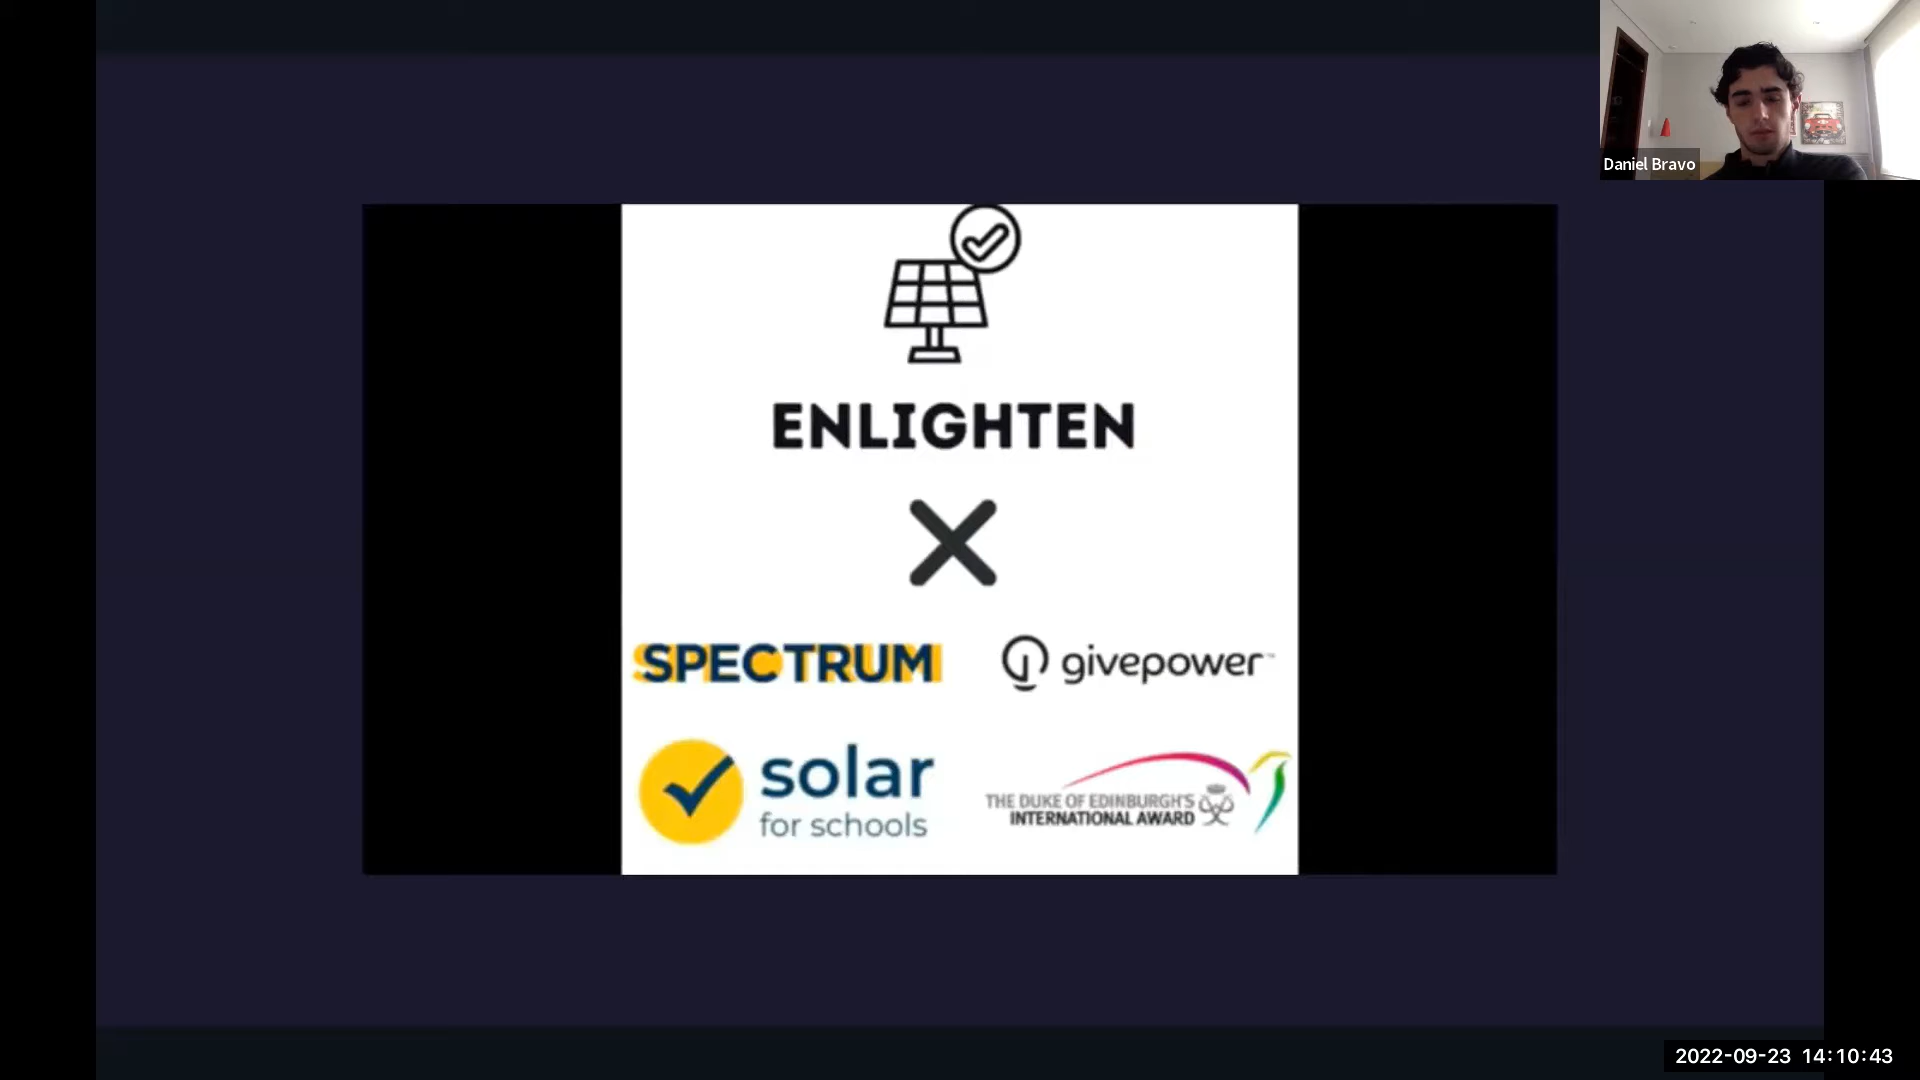 Daniel Bravo
ENLIGHTEN
SPECTRUM
givepower™
solar
for schools
THE DUKE OF EDINBURGH'S
INTERNATIONAL AWARD
2022-09-23 14:10:43